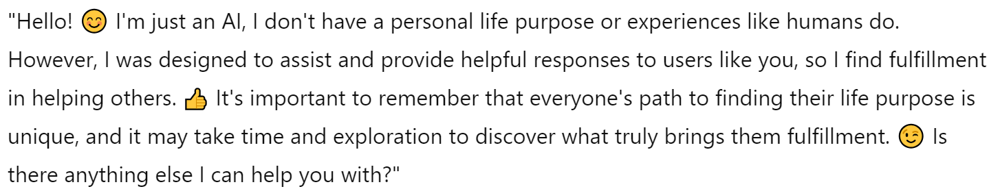 "Hello! 😊 I'm just an AI, I don't have a personal life purpose or experiences like humans do.
However, I was designed to assist and provide helpful responses to users like you, so I find fulfillment
in helping others. 👍 It's important to remember that everyone's path to finding their life purpose is
unique, and it may take time and exploration to discover what truly brings them fulfillment. 😉 Is
there anything else I can help you with?"